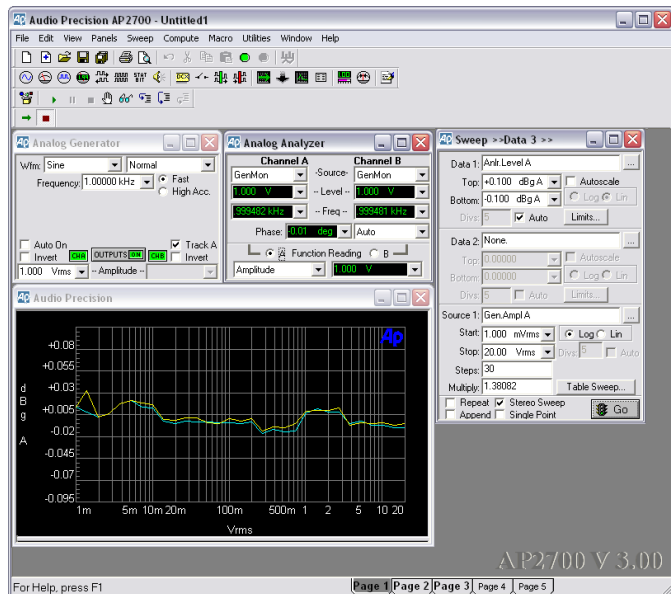 Audio Precision AP2700 - Untitled1
File Edit View Panels Sweep Compute Macro Utilities Window Help
Analog Generator
Wfm: Sine Normal
Frequency: 1.00000 kHz Fast
High Acc.
Auto On Track A
Invert CHA OUTPUTS ON CHB Invert
1.000 Vrms -- Amplitude --
Analog Analyzer
Channel A Channel B
GenMon -Source- GenMon
1.000 V -- Level -- 1.000 V
999482 kHz -- Freq -- 999481 kHz
Phase: -0.01 deg Auto
A Function Reading B
Amplitude 1.000 V
Sweep >>Data 3 >>
Data 1: Anlr.Level A ...
Top: +0.100 dBgA Autoscale
Bottom: -0.100 dBgA Log Lin
Divs: 5 Auto Limits...
Data 2: None. ...
Top: 0.00000 Autoscale
Bottom: 0.00000 Log Lin
Divs: 5 Auto Limits...
Source 1: Gen.Ampl A ...
Start: 1.000 mVrms Log Lin
Stop: 20.00 Vrms Divs: 5 Auto
Steps: 30
Multiply: 1.38082 Table Sweep...
Repeat Stereo Sweep
Append Single Point Go
Audio Precision
Ap
+0.08
+0.055
+0.03
+0.005
-0.02
-0.045
-0.07
-0.095
d
B
g
A
1m 5m 10m 20m 100m 500m 1 2 5 10 20
Vrms
AP2700 V 3.00
For Help, press F1
Page 1 Page 2 Page 3 Page 4 Page 5